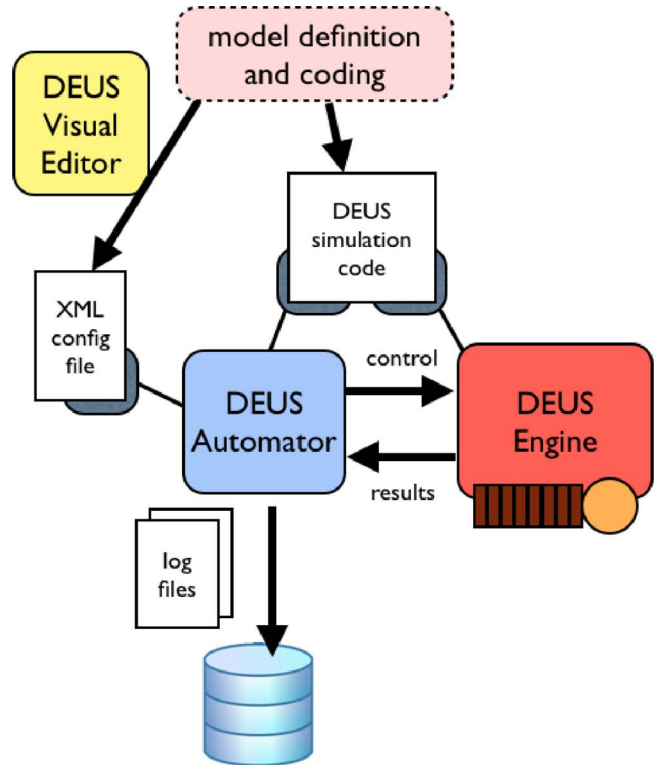 model definition
and coding
DEUS
Visual
Editor
DEUS
simulation
code
XML
config
file
control
DEUS
Automator
DEUS
Engine
results
log
files